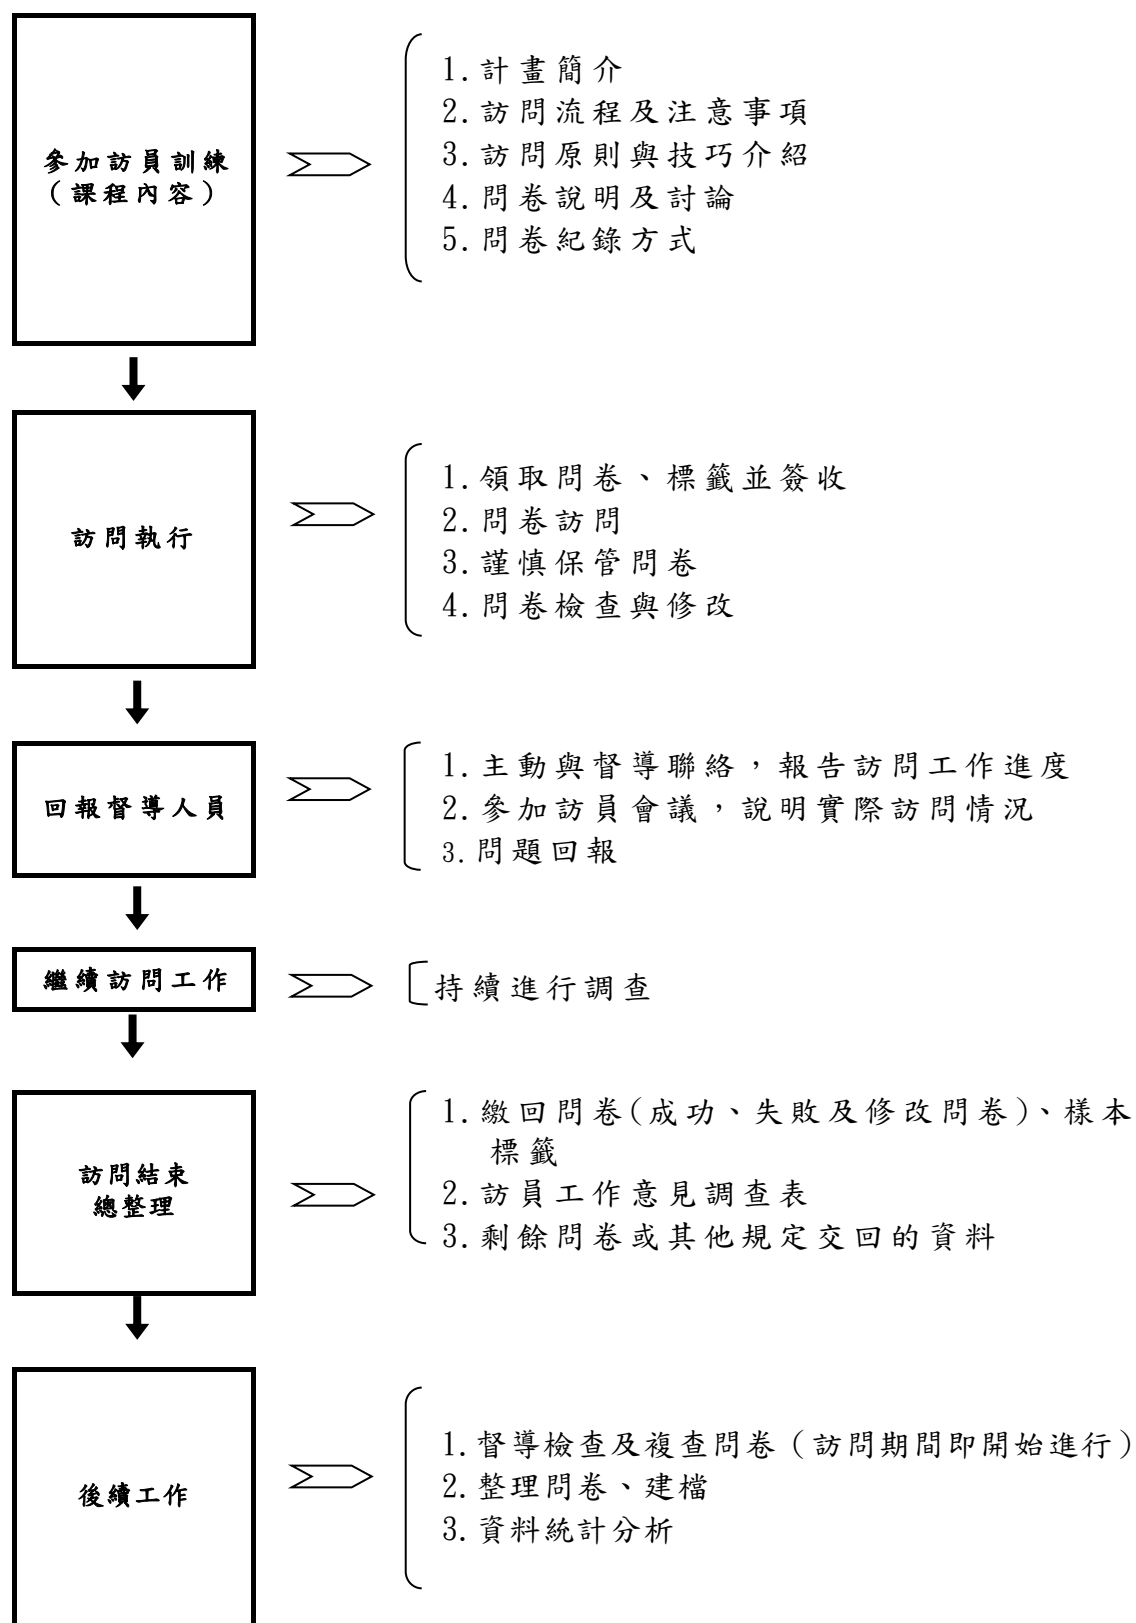 參加訪員訓練
(課程內容)
1.計畫簡介
2.訪問流程及注意事項
3.訪問原則與技巧介紹
4.問卷說明及討論
5.問卷紀錄方式
訪問執行
1.領取問卷、標籤並簽收
2.問卷訪問
3.謹慎保管問卷
4.問卷檢查與修改
回報督導人員
1.主動與督導聯絡，報告訪問工作進度
2.參加訪員會議，說明實際訪問情況
3.問題回報
繼續訪問工作
持續進行調查
訪問結束
總整理
1.繳回問卷(成功、失敗及修改問卷)、樣本
標籤
2.訪員工作意見調查表
3.剩餘問卷或其他規定交回的資料
後續工作
1.督導檢查及複查問卷（訪問期間即開始進行）
2.整理問卷、建檔
3.資料統計分析